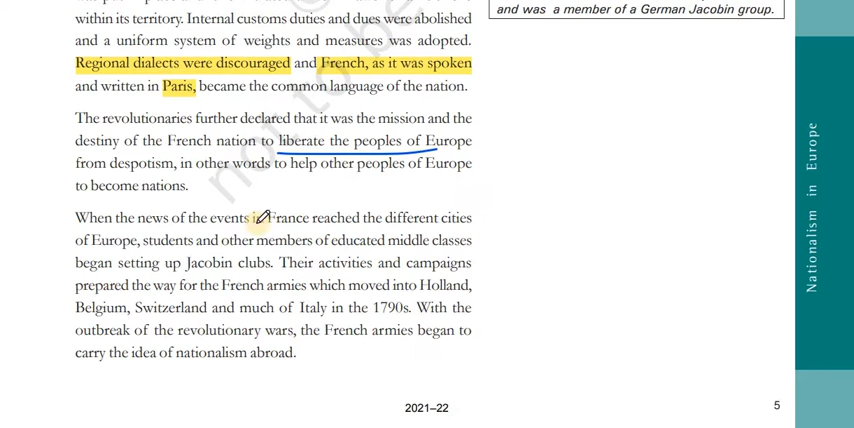 and was a member of a German Jacobin group.
within its territory. Internal customs duties and dues were abolished
and a uniform system of weights and measures was adopted.
Regional dialects were discouraged and French, as it was spoken
and written in Paris, became the common language of the nation.
The revolutionaries further declared that it was the mission and the
destiny of the French nation to liberate the peoples of Europe
from despotism, in other words to help other peoples of Europe
to become nations.
When the news of the events in France reached the different cities
of Europe, students and other members of educated middle classes
began setting up Jacobin clubs. Their activities and campaigns
prepared the way for the French armies which moved into Holland,
Belgium, Switzerland and much of Italy in the 1790s. With the
outbreak of the revolutionary wars, the French armies began to
carry the idea of nationalism abroad.
Nationalism in Europe
2021–22
5
not to be